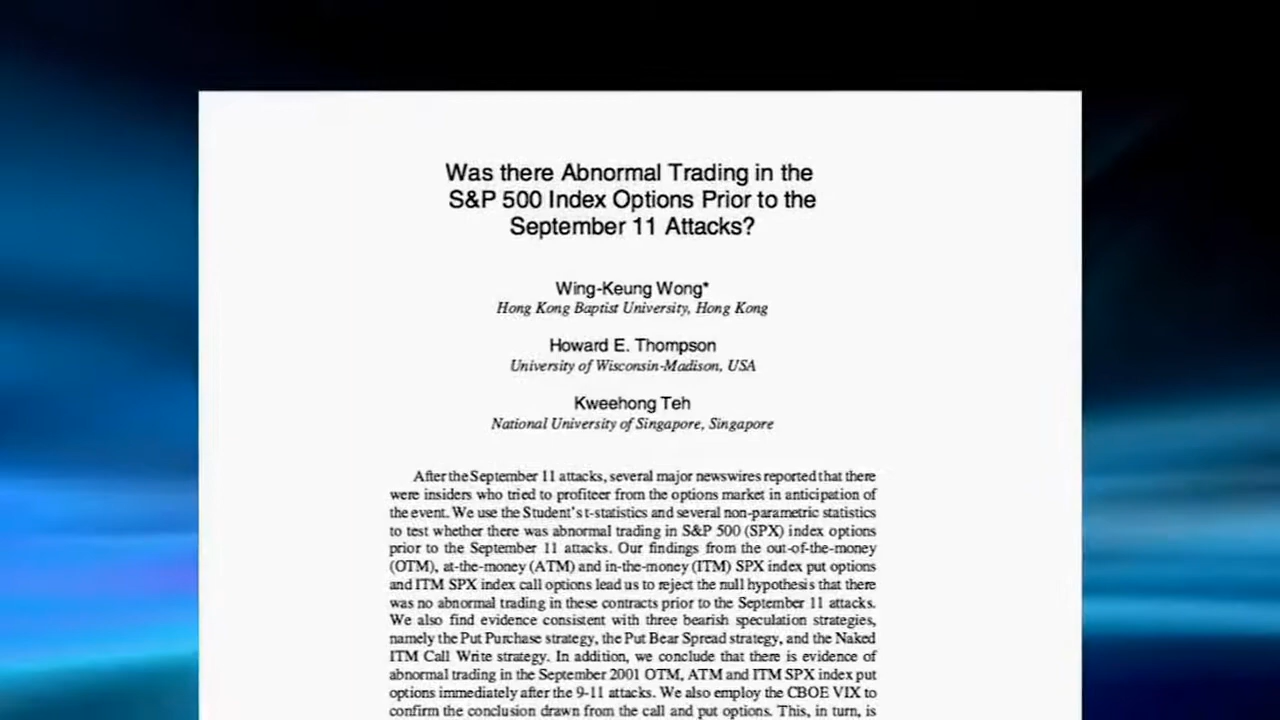 Was there Abnormal Trading in the
S&P 500 Index Options Prior to the
September 11 Attacks?
Wing-Keung Wong*
Hong Kong Baptist University, Hong Kong
Howard E. Thompson
University of Wisconsin-Madison, USA
Kweehong Teh
National University of Singapore, Singapore
After the September 11 attacks, several major newswires reported that there
were insiders who tried to profiteer from the options market in anticipation of
the event. We use the Student's t-statistics and several non-parametric statistics
to test whether there was abnormal trading in S&P 500 (SPX) index options
prior to the September 11 attacks. Our findings from the out-of-the-money
(OTM), at-the-money (ATM) and in-the-money (ITM) SPX index put options
and ITM SPX index call options lead us to reject the null hypothesis that there
was no abnormal trading in these contracts prior to the September 11 attacks.
We also find evidence consistent with three bearish speculation strategies,
namely the Put Purchase strategy, the Put Bear Spread strategy, and the Naked
ITM Call Write strategy. In addition, we conclude that there is evidence of
abnormal trading in the September 2001 OTM, ATM and ITM SPX index put
options immediately after the 9-11 attacks. We also employ the CBOE VIX to
confirm the conclusion drawn from the call and put options. This, in turn, is